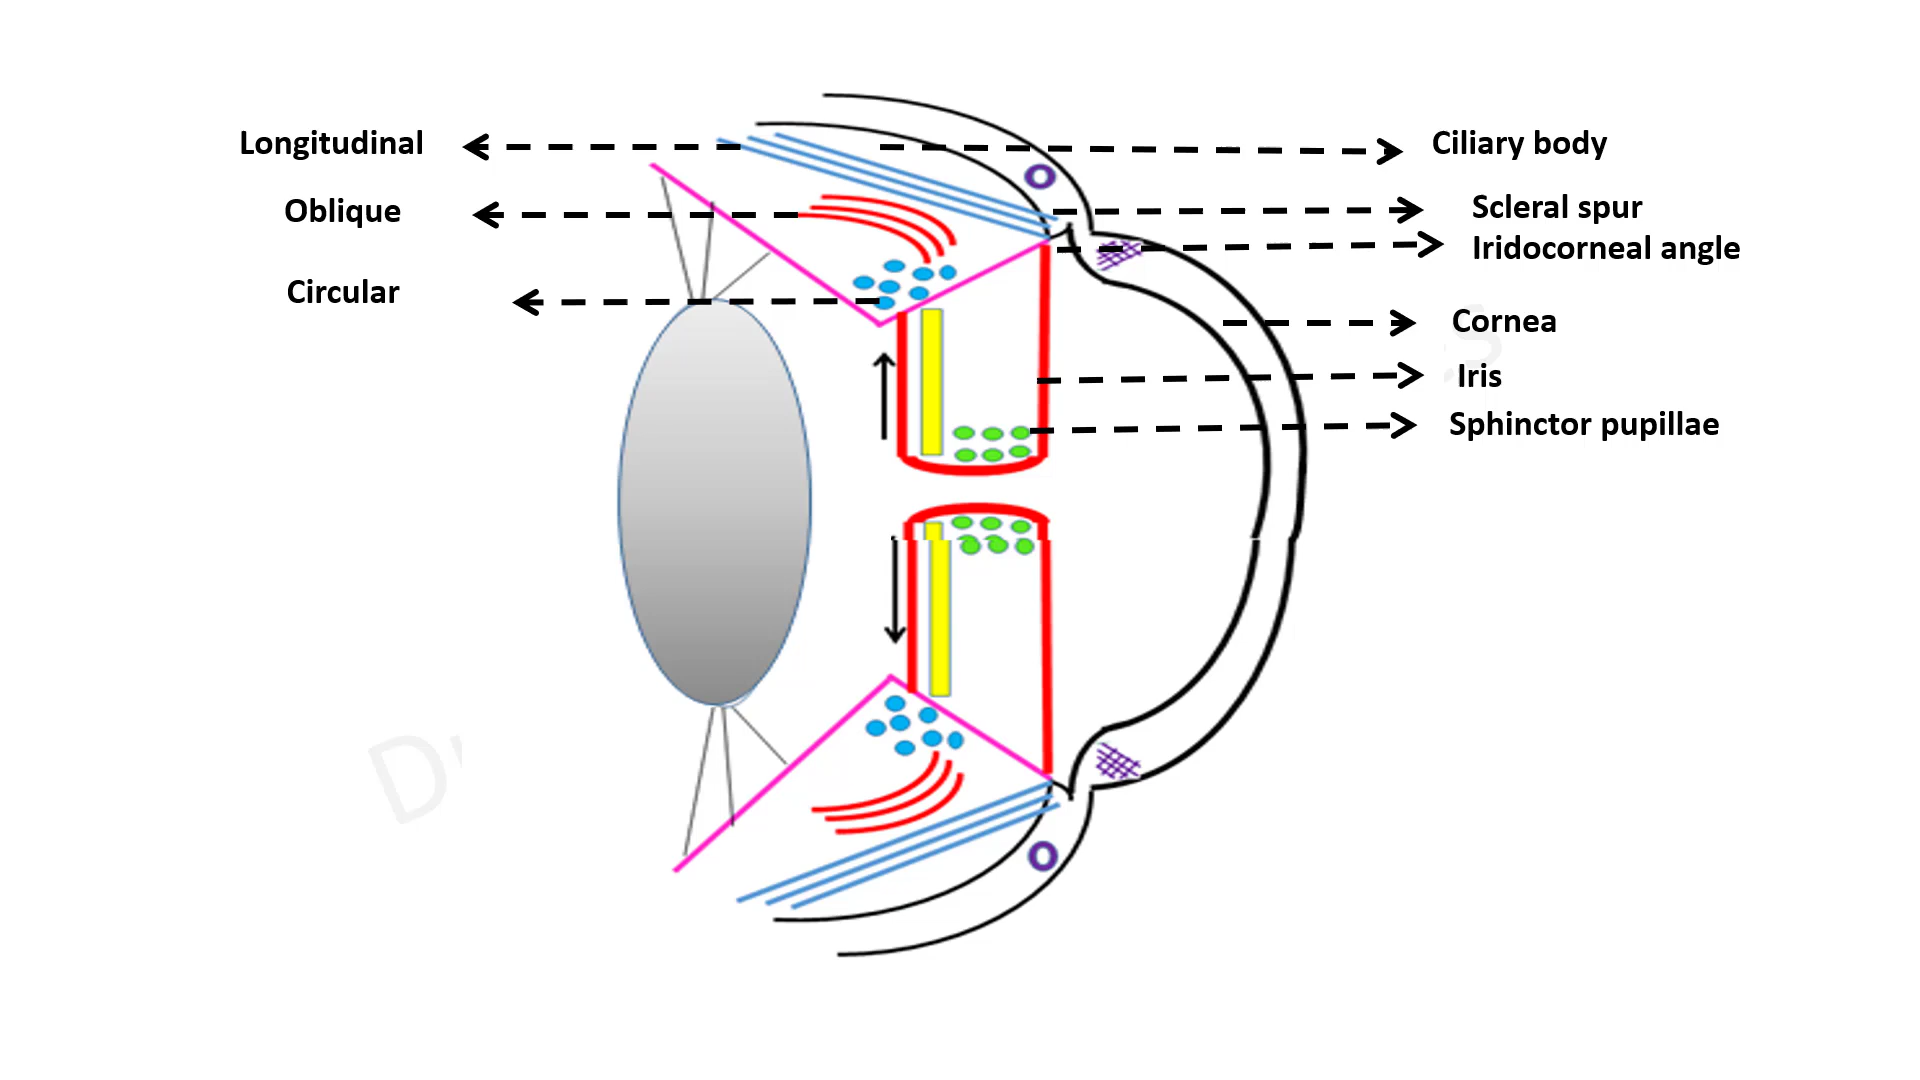 Longitudinal
Oblique
Circular
Ciliary body
Scleral spur
Iridocorneal angle
Cornea
Iris
Sphinctor pupillae